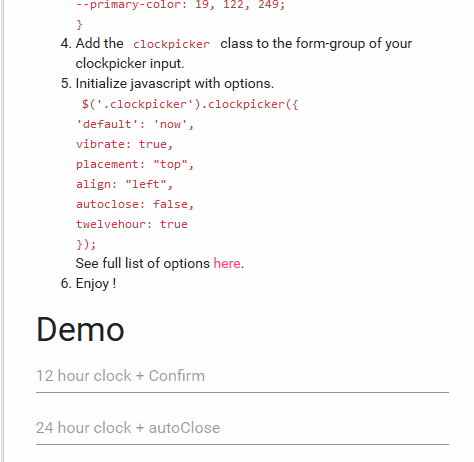 --primary-color: 19, 122, 249;
}
4. Add the clockpicker class to the form-group of your
clockpicker input.
5. Initialize javascript with options.
$('.clockpicker').clockpicker({
'default': 'now',
vibrate: true,
placement: "top",
align: "left",
autoclose: false,
twelvehour: true
});
See full list of options here.
6. Enjoy !
Demo
12 hour clock + Confirm
24 hour clock + autoClose